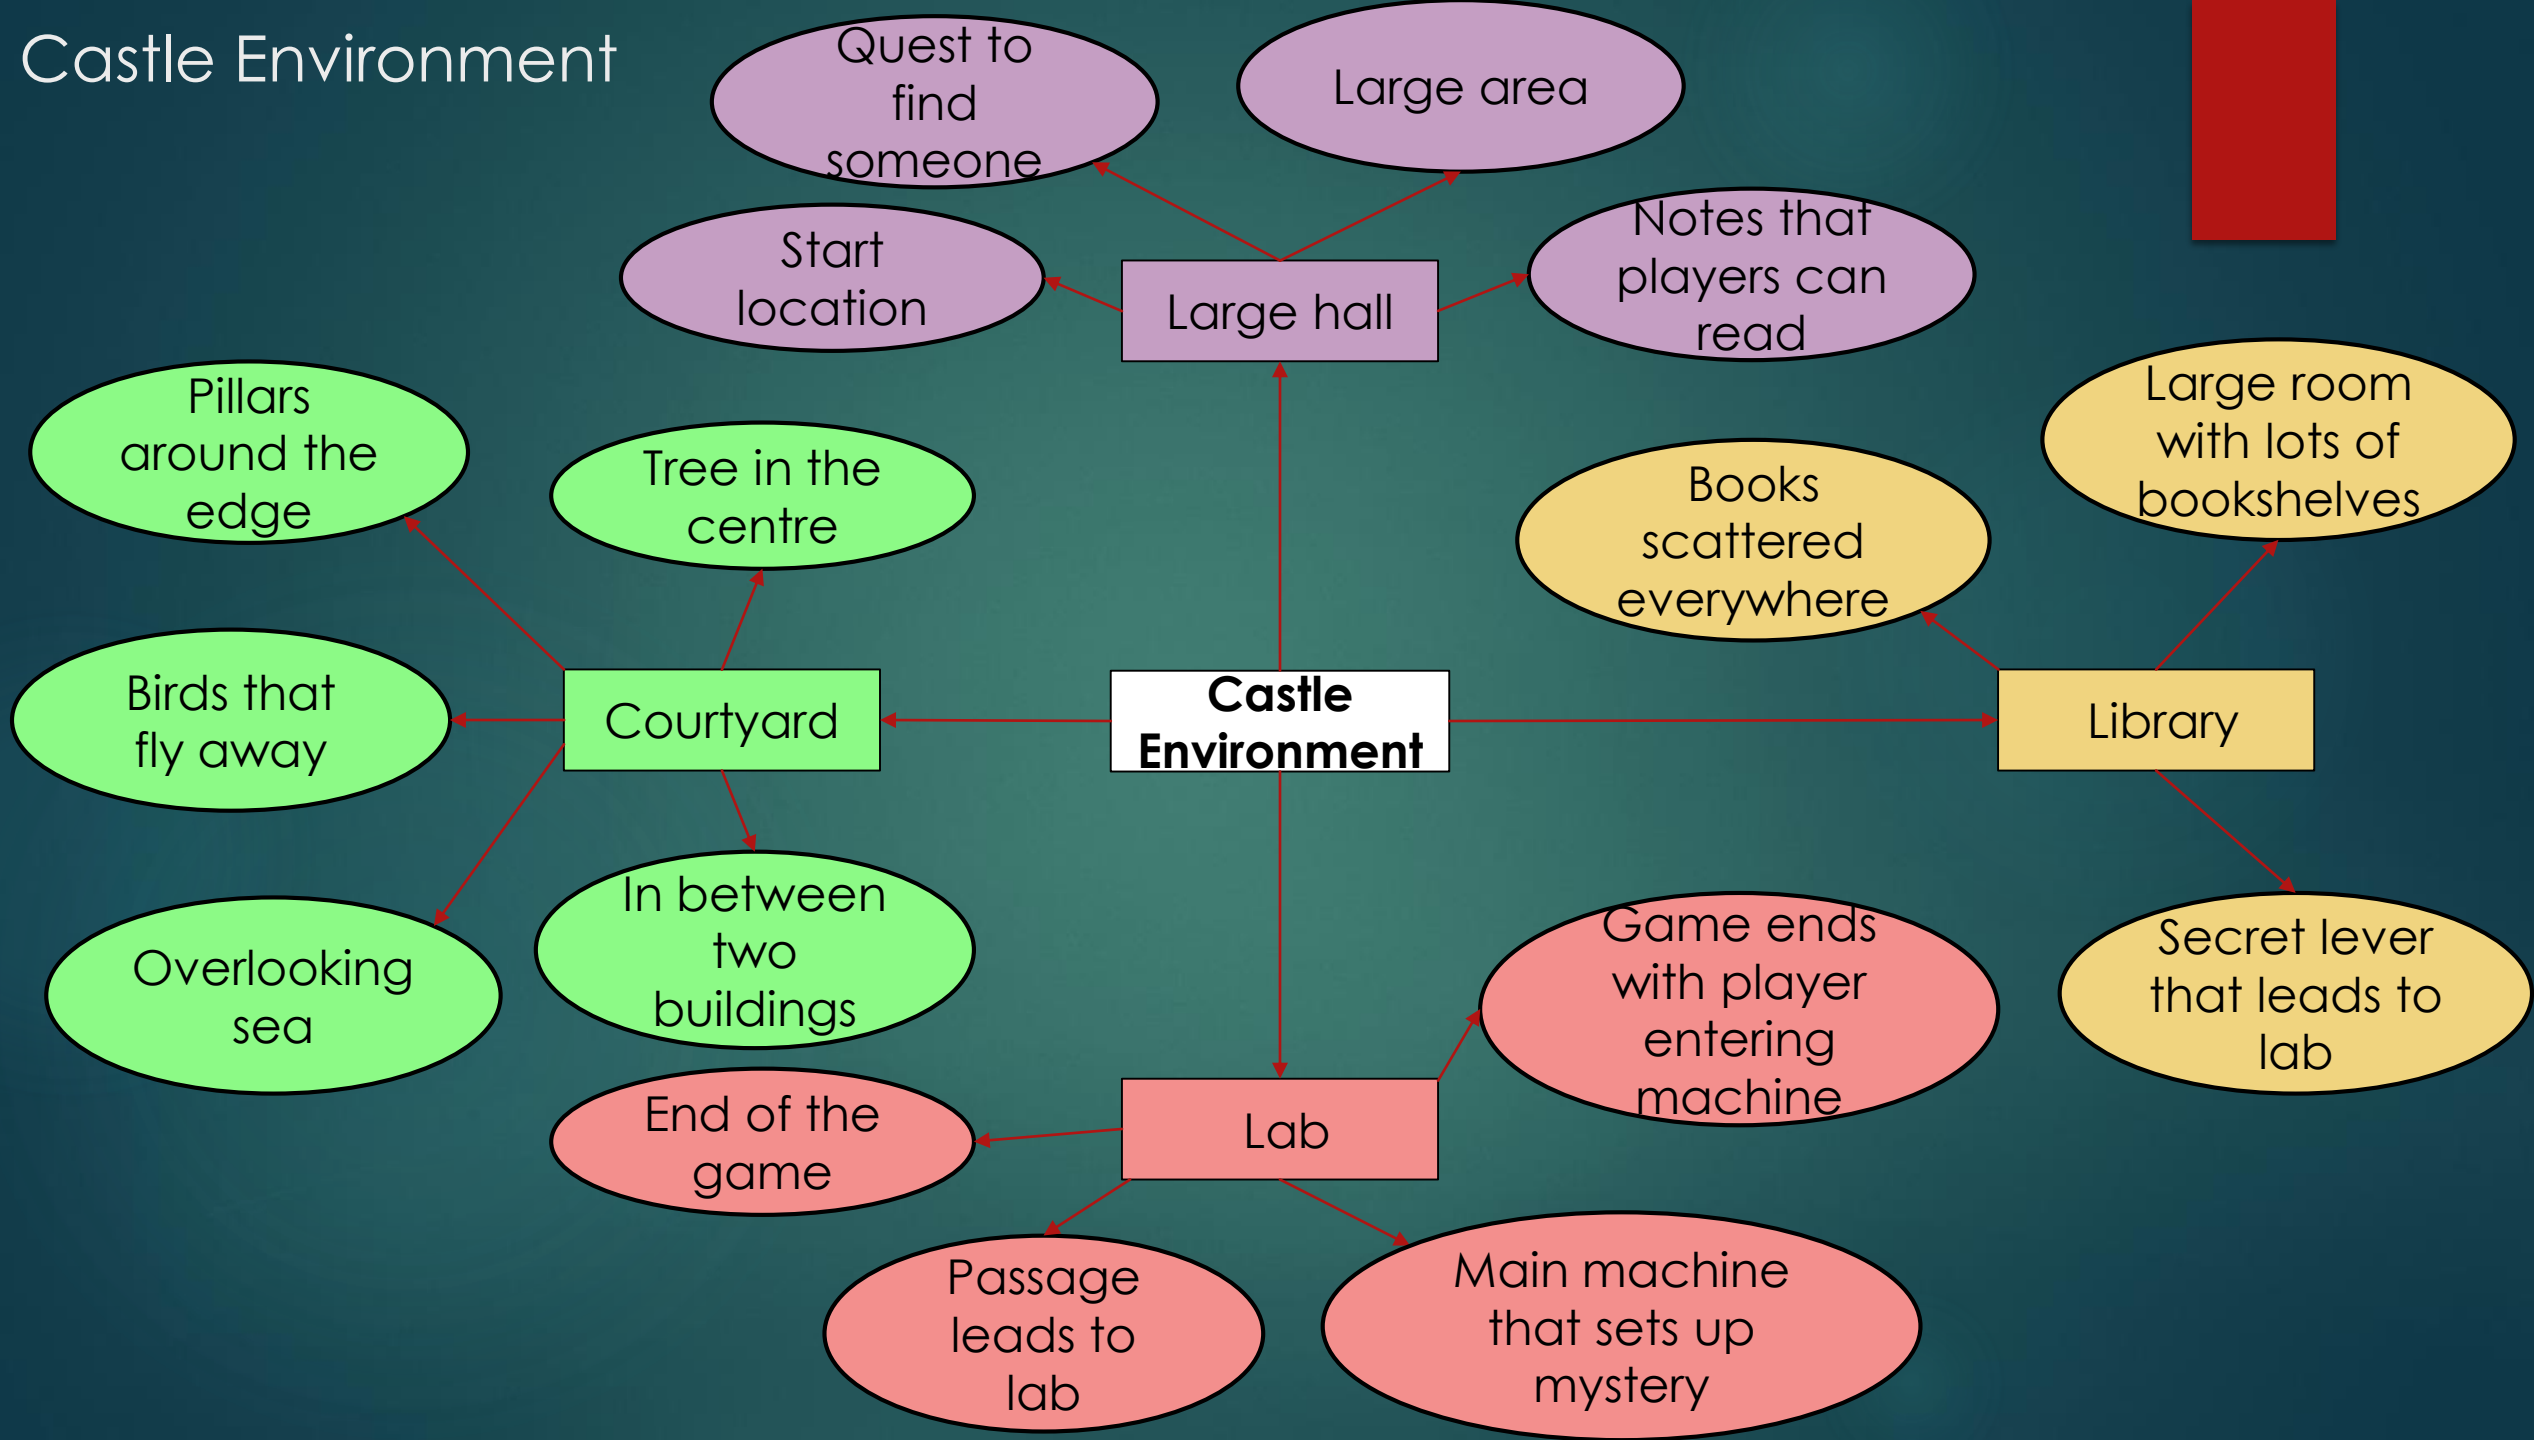 Castle Environment
Quest to
find
someone
Large area
Start
location
Large hall
Notes that
players can
read
Pillars
around the
edge
Tree in the
centre
Books
scattered
everywhere
Large room
with lots of
bookshelves
Birds that
fly away
Courtyard
Castle
Environment
Library
Overlooking
sea
In between
two
buildings
Game ends
with player
entering
machine
Secret lever
that leads to
lab
End of the
game
Lab
Passage
leads to
lab
Main machine
that sets up
mystery